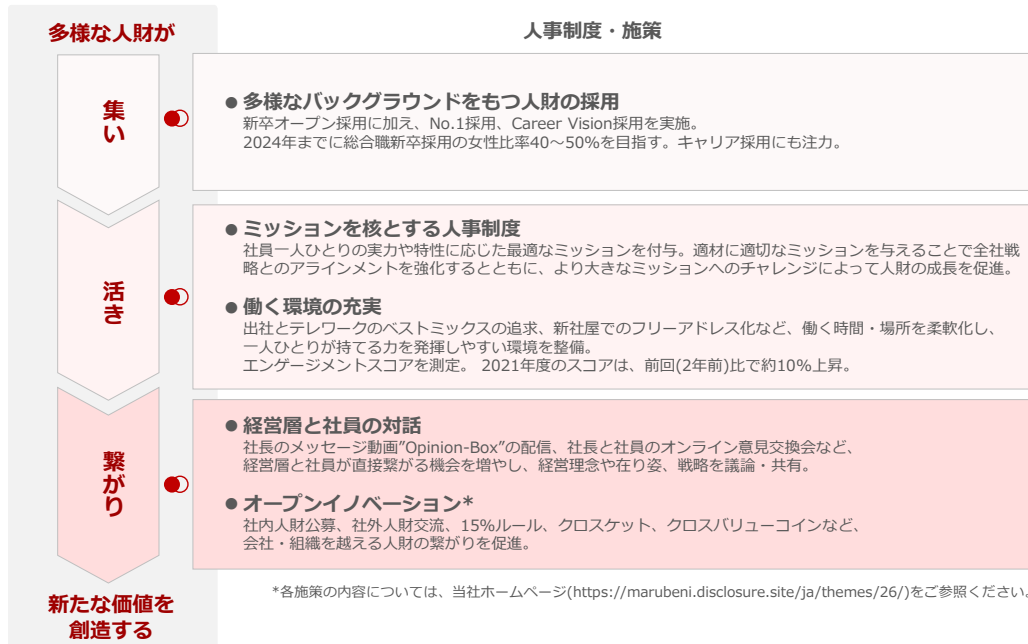 多様な人財が
人事制度・施策
集い
● 多様なバックグラウンドをもつ人財の採用
新卒オープン採用に加え、No.1採用、Career Vision採用を実施。
2024年までに総合職新卒採用の女性比率40～50%を目指す。キャリア採用にも注力。
活き
● ミッションを核とする人事制度
社員一人ひとりの実力や特性に応じた最適なミッションを付与。適材に適切なミッションを与えることで全社戦
略とのアラインメントを強化するとともに、より大きなミッションへのチャレンジによって人財の成長を促進。
● 働く環境の充実
出社とテレワークのベストミックスの追求、新社屋でのフリーアドレス化など、働く時間・場所を柔軟化し、
一人ひとりが持てる力を発揮しやすい環境を整備。
エンゲージメントスコアを測定。 2021年度のスコアは、前回(2年前)比で約10%上昇。
繋がり
● 経営層と社員の対話
社長のメッセージ動画”Opinion-Box”の配信、社長と社員のオンライン意見交換会など、
経営層と社員が直接繋がる機会を増やし、経営理念や在り姿、戦略を議論・共有。
● オープンイノベーション*
社内人財公募、社外人財交流、15%ルール、クロスケット、クロスバリューコインなど、
会社・組織を越える人財の繋がりを促進。
*各施策の内容については、当社ホームページ(https://marubeni.disclosure.site/ja/themes/26/)をご参照ください。
新たな価値を
創造する